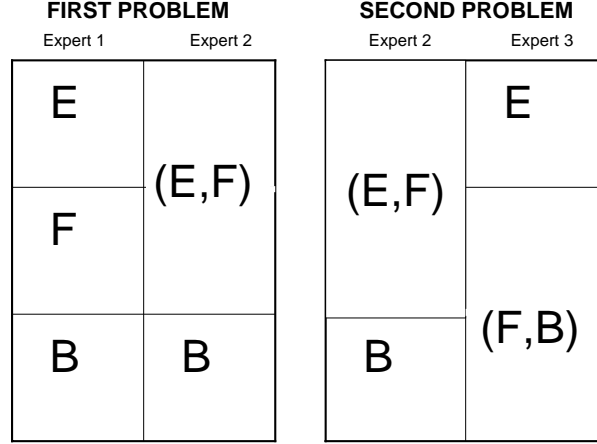 FIRST PROBLEM
Expert 1 Expert 2
E
(E,F)
F
B B
SECOND PROBLEM
Expert 2 Expert 3
E
(E,F)
(F,B)
B